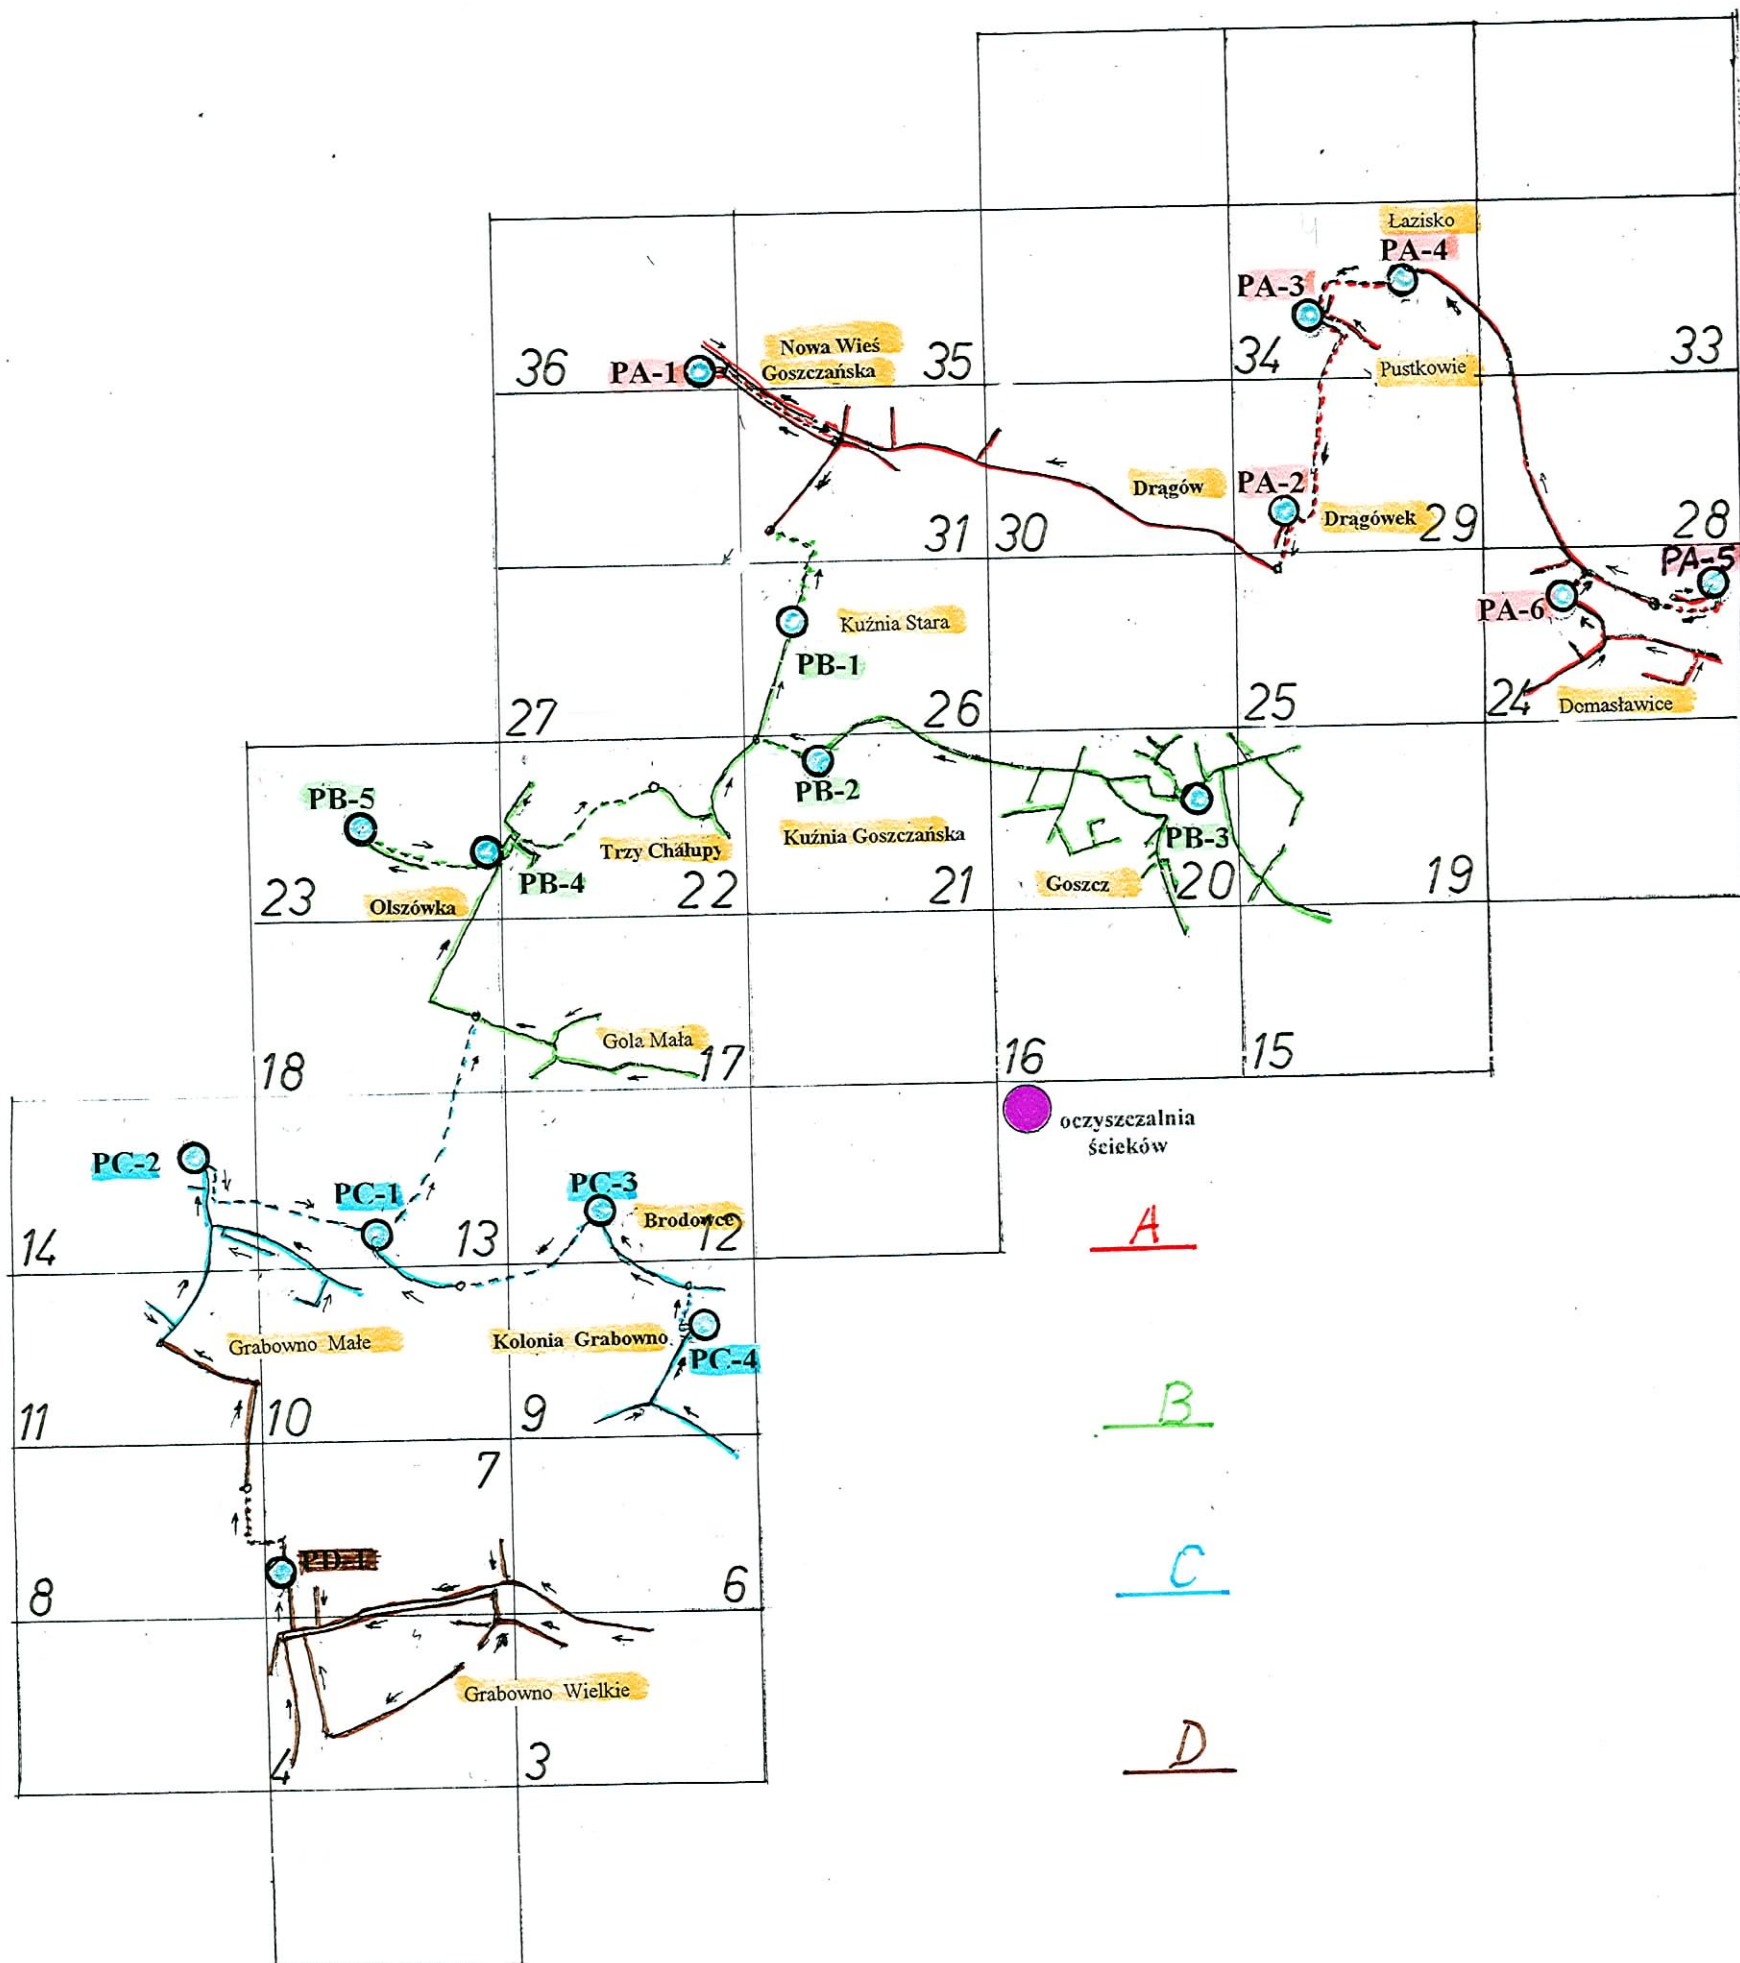 Łazisko
PA-4
PA-3
Nowa Wieś
Goszczańska
36
PA-1
35
34
Pustkowie
33
Drągów
PA-2
Drągówek
31
30
29
28
PA-5
PA-6
Kuźnia Stara
PB-1
27
26
25
24
Domasławice
PB-5
PB-2
Kuźnia Goszczańska
PB-3
Trzy Chałupy
PB-4
23
Olszówka
22
21
Goszcz
20
19
Gola Mała
18
17
16
15
oczyszczalnia
ścieków
PC-2
PC-1
PC-3
Brodowce
14
13
12
A
Grabowno Małe
Kolonia Grabowno
PC-4
11
10
9
B
7
PD-1
8
6
C
Grabowno Wielkie
4
3
D